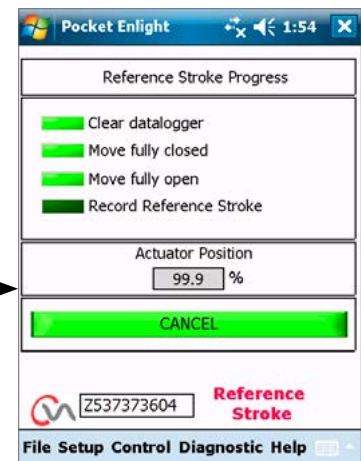 Pocket Enlight 1:54
Reference Stroke Progress
Clear datalogger
Move fully closed
Move fully open
Record Reference Stroke
Actuator Position
99.9 %
CANCEL
Z537373604
Reference
Stroke
File Setup Control Diagnostic Help